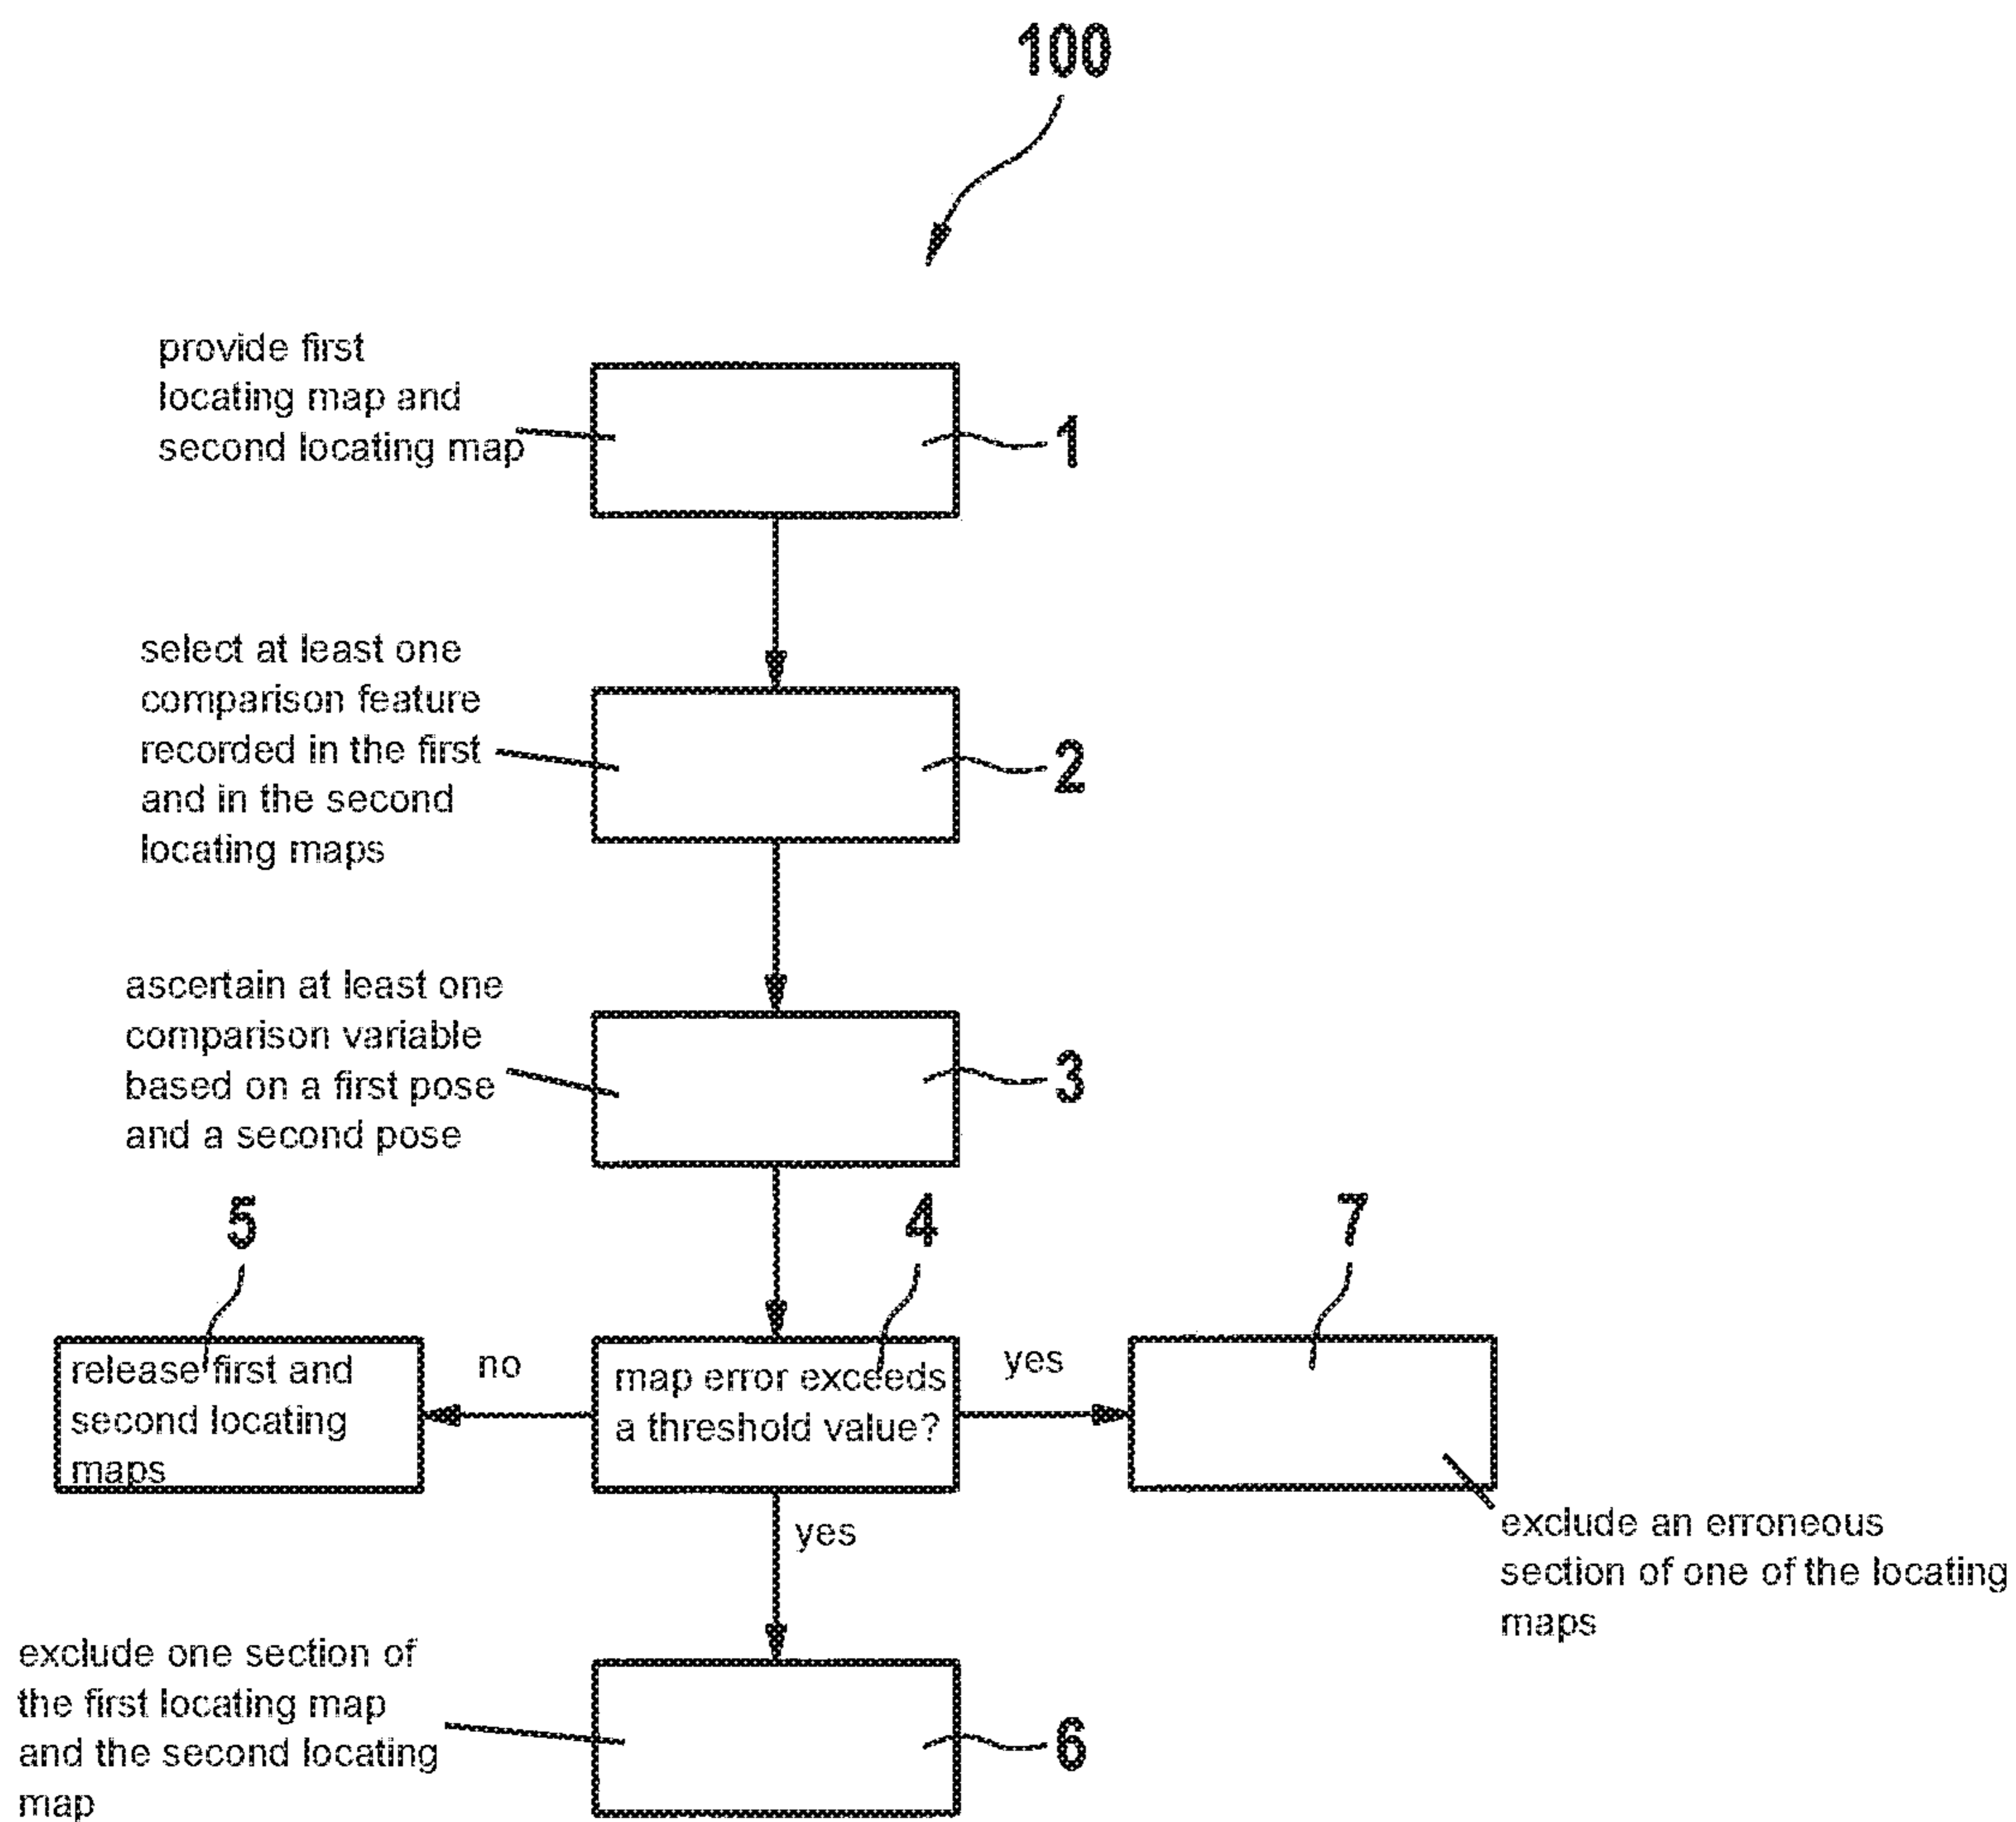 100
provide first
locating map and
second locating map
1
select at least one
comparison feature
recorded in the first
and in the second
locating maps
2
ascertain at least one
comparison variable
based on a first pose
and a second pose
3
5
4
7
release first and
second locating
maps
no
map error exceeds
a threshold value?
yes
yes
exclude an erroneous
section of one of the locating
maps
exclude one section of
the first locating map
and the second locating
map
6